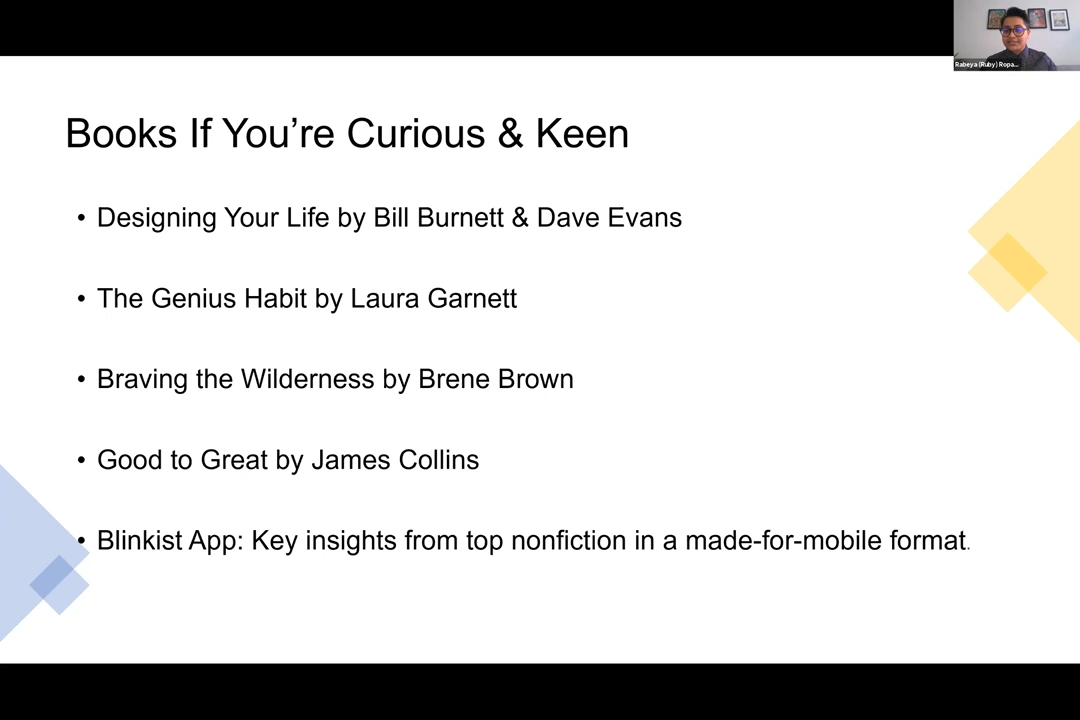 Rabeya (Ruby) Ropa...
Books If You’re Curious & Keen
• Designing Your Life by Bill Burnett & Dave Evans
• The Genius Habit by Laura Garnett
• Braving the Wilderness by Brene Brown
• Good to Great by James Collins
• Blinkist App: Key insights from top nonfiction in a made-for-mobile format.